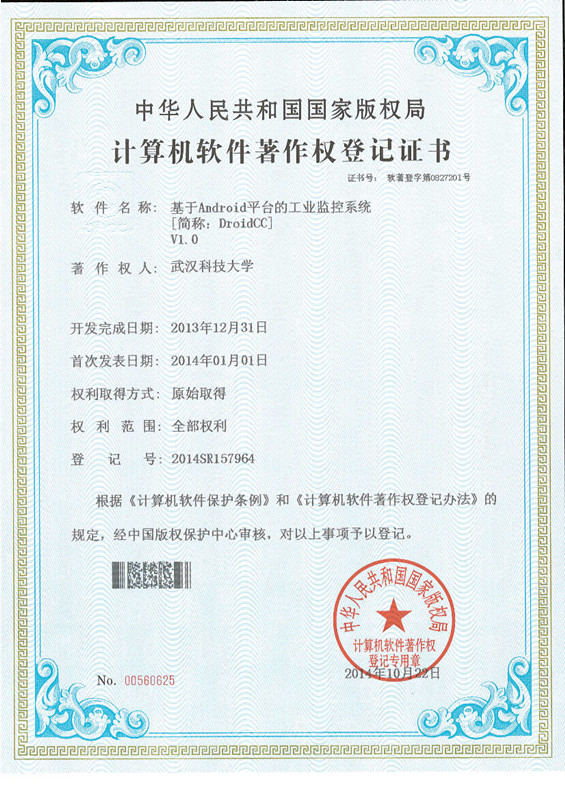 中华人民共和国国家版权局
计算机软件著作权登记证书
证书号： 软著登字第0827201号
软 件 名 称： 基于Android平台的工业监控系统
[简称：DroidCC]
V1.0
著 作 权 人： 武汉科技大学
开发完成日期： 2013年12月31日
首次发表日期： 2014年01月01日
权利取得方式： 原始取得
权 利 范 围： 全部权利
登 记 号： 2014SR157964
根据《计算机软件保护条例》和《计算机软件著作权登记办法》的
规定，经中国版权保护中心审核，对以上事项予以登记。
中华人民共和国国家版权局
计算机软件著作权
登记专用章
2014年10月22日
No. 00560625